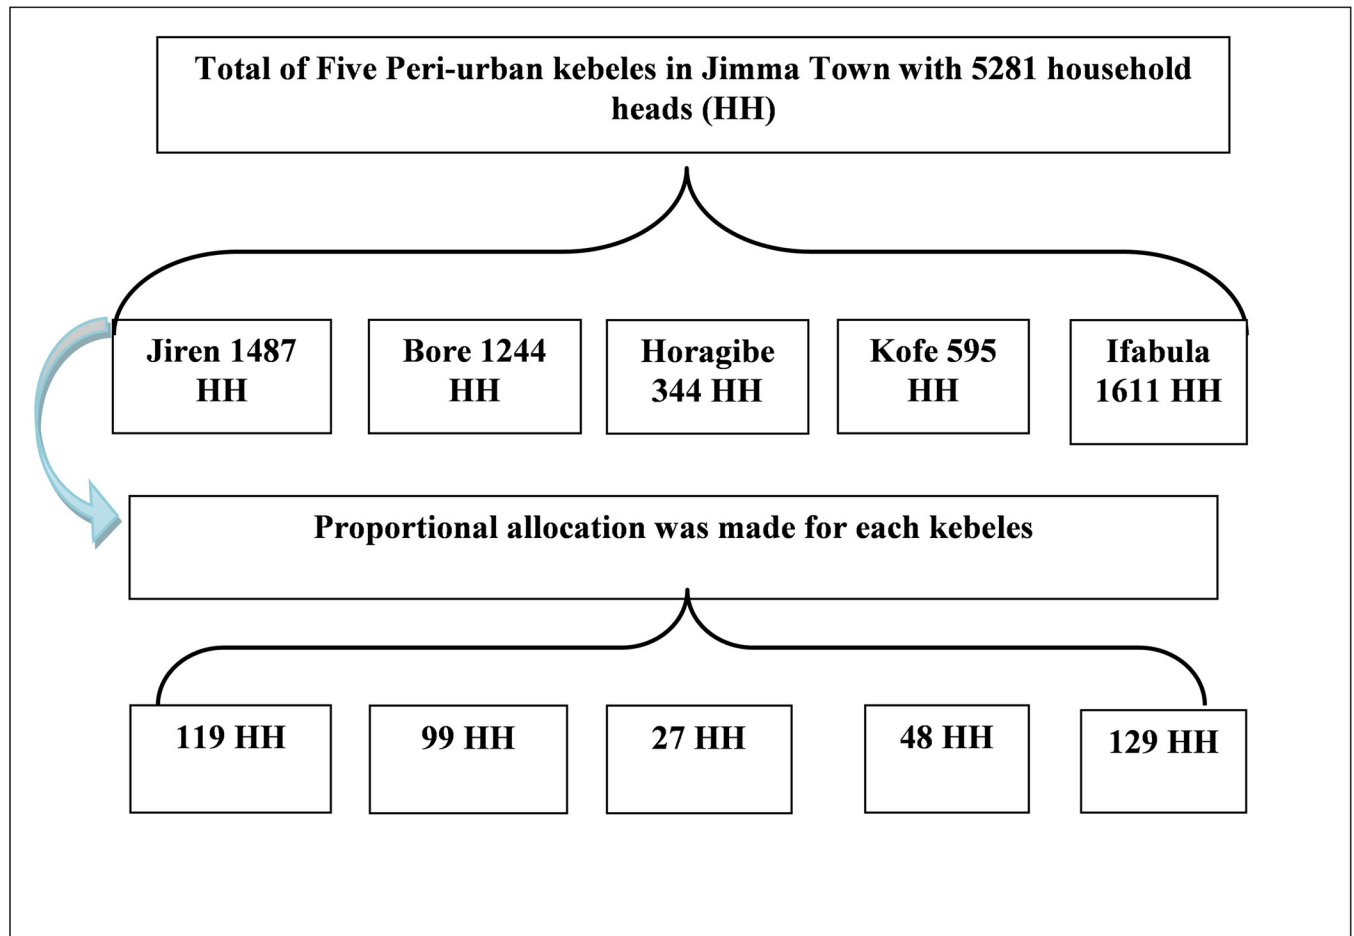 Total of Five Peri-urban kebeles in Jimma Town with 5281 household
heads (HH)
Jiren 1487
HH
Bore 1244
HH
Horagibe
344 HH
Kofe 595
HH
Ifabula
1611 HH
Proportional allocation was made for each kebeles
119 HH
99 HH
27 HH
48 HH
129 HH